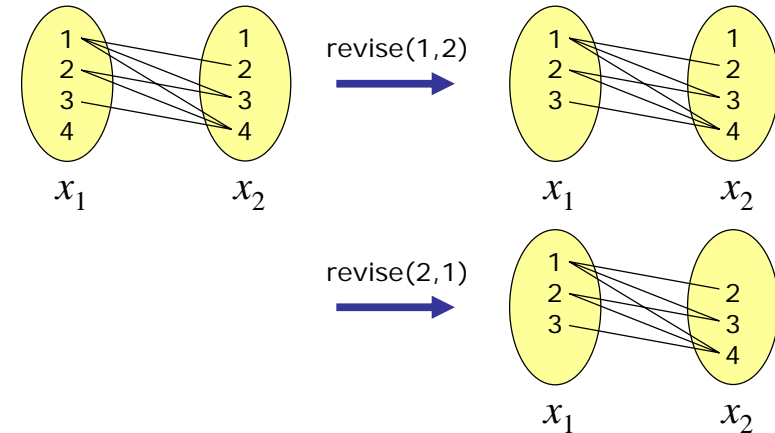 1 1 revise(1,2) 1 1
2 2 2 2
3 3 3 3
4 4 4
x₁ x₂ x₁ x₂
revise(2,1) 1
2 2
3 3
4
x₁ x₂